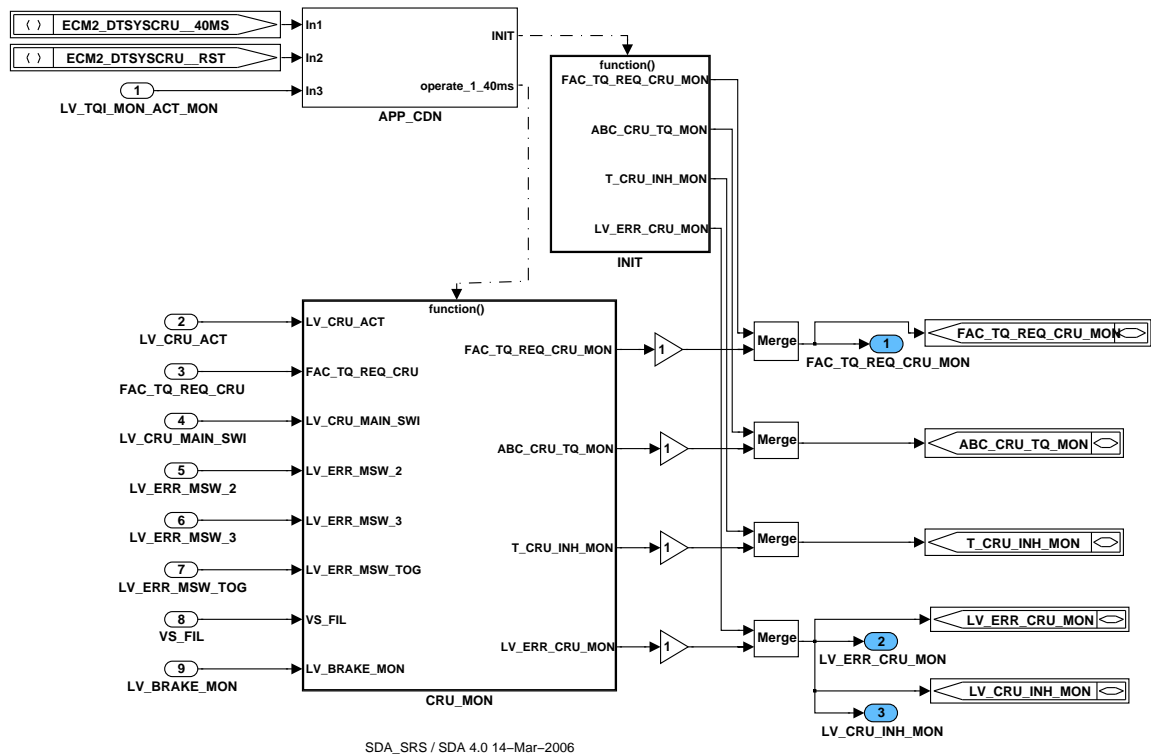 ECM2_DTSYSCRU__40MS
In1
INIT
ECM2_DTSYSCRU__RST
In2
1
In3
operate_1_40ms
LV_TQI_MON_ACT_MON
APP_CDN
function()
FAC_TQ_REQ_CRU_MON
ABC_CRU_TQ_MON
T_CRU_INH_MON
LV_ERR_CRU_MON
INIT
function()
2
LV_CRU_ACT
LV_CRU_ACT
3
FAC_TQ_REQ_CRU
FAC_TQ_REQ_CRU
4
LV_CRU_MAIN_SWI
LV_CRU_MAIN_SWI
5
LV_ERR_MSW_2
LV_ERR_MSW_2
6
LV_ERR_MSW_3
LV_ERR_MSW_3
7
LV_ERR_MSW_TOG
LV_ERR_MSW_TOG
8
VS_FIL
VS_FIL
9
LV_BRAKE_MON
LV_BRAKE_MON
FAC_TQ_REQ_CRU_MON
1
Merge
1
FAC_TQ_REQ_CRU_MON
FAC_TQ_REQ_CRU_MON
ABC_CRU_TQ_MON
1
Merge
ABC_CRU_TQ_MON
T_CRU_INH_MON
1
Merge
T_CRU_INH_MON
LV_ERR_CRU_MON
1
Merge
LV_ERR_CRU_MON
2
LV_ERR_CRU_MON
LV_CRU_INH_MON
3
LV_CRU_INH_MON
CRU_MON
SDA_SRS / SDA 4.0 14–Mar–2006